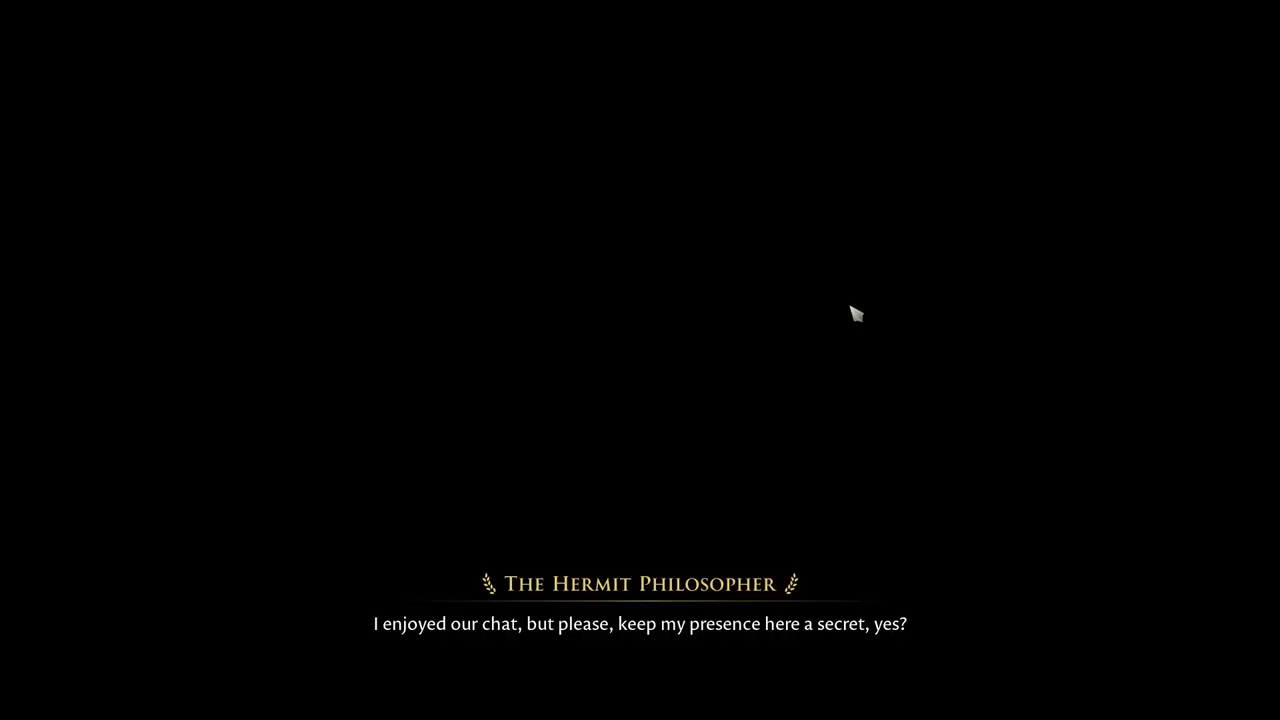 The Hermit Philosopher
I enjoyed our chat, but please, keep my presence here a secret, yes?